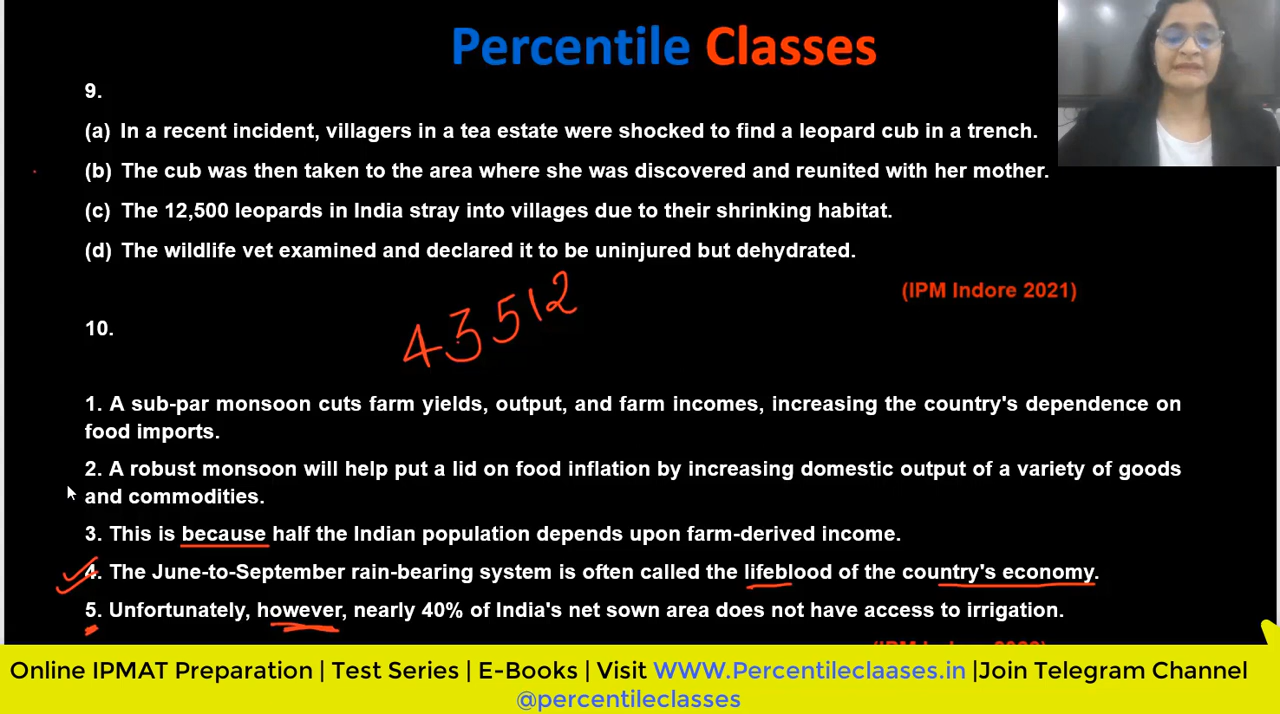 Percentile Classes
9.
(a) In a recent incident, villagers in a tea estate were shocked to find a leopard cub in a trench.
(b) The cub was then taken to the area where she was discovered and reunited with her mother.
(c) The 12,500 leopards in India stray into villages due to their shrinking habitat.
(d) The wildlife vet examined and declared it to be uninjured but dehydrated.
(IPM Indore 2021)
43512
10.
1. A sub-par monsoon cuts farm yields, output, and farm incomes, increasing the country's dependence on
food imports.
2. A robust monsoon will help put a lid on food inflation by increasing domestic output of a variety of goods
and commodities.
3. This is because half the Indian population depends upon farm-derived income.
4. The June-to-September rain-bearing system is often called the lifeblood of the country's economy.
5. Unfortunately, however, nearly 40% of India's net sown area does not have access to irrigation.
Online IPMAT Preparation | Test Series | E-Books | Visit WWW.Percentileclaases.in |Join Telegram Channel
@percentileclasses